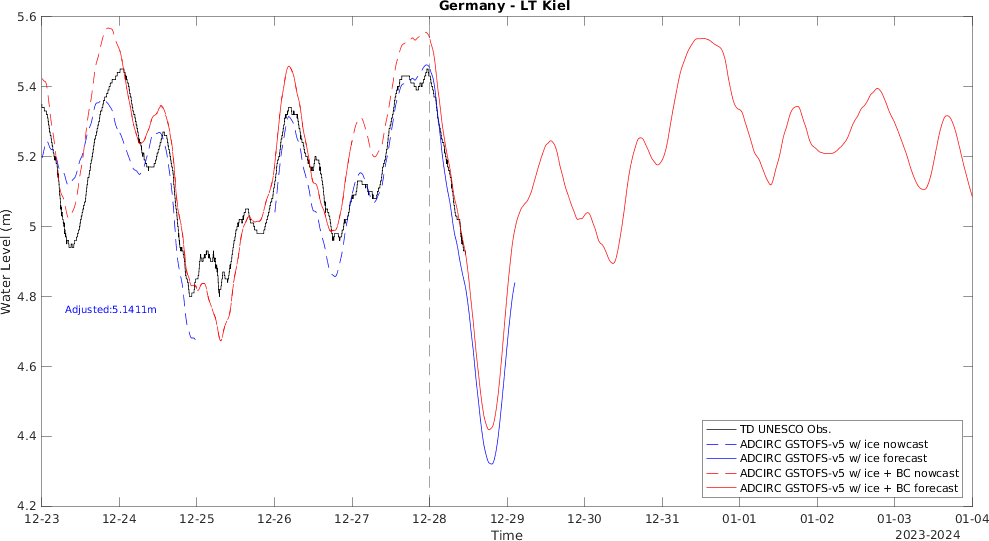 Germany - LT Kiel
5.6
5.4
5.2
5
4.8
4.6
4.4
4.2
Water Level (m)
Adjusted:5.1411m
TD UNESCO Obs.
ADCIRC GSTOFS-v5 w/ ice nowcast
ADCIRC GSTOFS-v5 w/ ice forecast
ADCIRC GSTOFS-v5 w/ ice + BC nowcast
ADCIRC GSTOFS-v5 w/ ice + BC forecast
12-23 12-24 12-25 12-26 12-27 12-28 12-29 12-30 12-31 01-01 01-02 01-03 01-04
Time
2023-2024